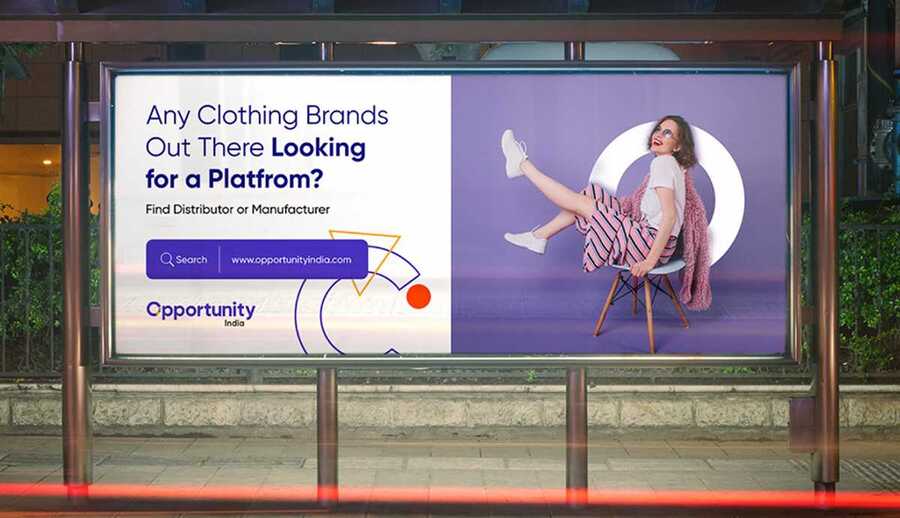 Any Clothing Brands
Out There Looking
for a Platfrom?
Find Distributor or Manufacturer
Search
www.opportunityindia.com
Opportunity
India